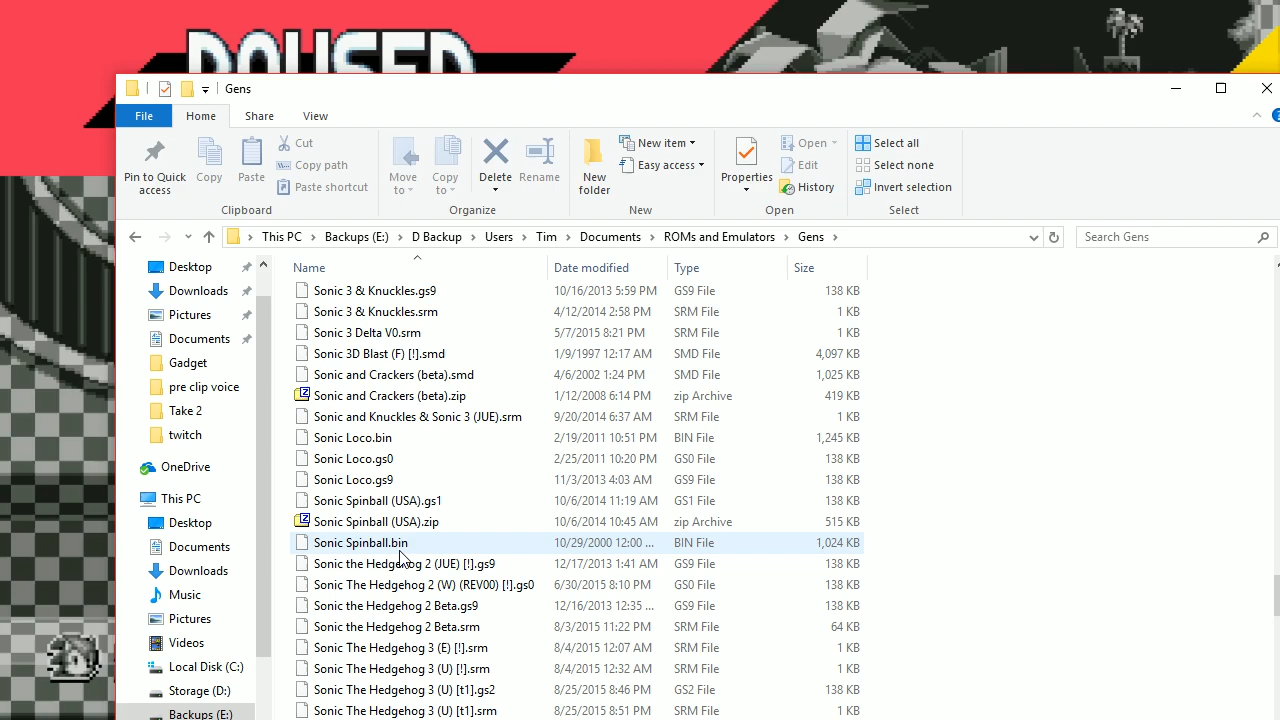 PAUSED
Gens
File Home Share View
Pin to Quick access
Copy
Paste
Cut
Copy path
Paste shortcut
Clipboard
Move to
Copy to
Delete
Rename
Organize
New folder
New item
Easy access
New
Properties
Open
Edit
History
Open
Select all
Select none
Invert selection
Select
This PC > Backups (E:) > D Backup > Users > Tim > Documents > ROMs and Emulators > Gens >
Search Gens
Desktop
Downloads
Pictures
Documents
Gadget
pre clip voice
Take 2
twitch
OneDrive
This PC
Desktop
Documents
Downloads
Music
Pictures
Videos
Local Disk (C:)
Storage (D:)
Backups (E:)
Name Date modified Type Size
Sonic 3 & Knuckles.gs9 10/16/2013 5:59 PM GS9 File 138 KB
Sonic 3 & Knuckles.srm 4/12/2014 2:58 PM SRM File 1 KB
Sonic 3 Delta V0.srm 5/7/2015 8:21 PM SRM File 1 KB
Sonic 3D Blast (F) [!].smd 1/9/1997 12:17 AM SMD File 4,097 KB
Sonic and Crackers (beta).smd 4/6/2002 1:24 PM SMD File 1,025 KB
Sonic and Crackers (beta).zip 1/12/2008 6:14 PM zip Archive 419 KB
Sonic and Knuckles & Sonic 3 (JUE).srm 9/20/2014 6:37 AM SRM File 1 KB
Sonic Loco.bin 2/19/2011 10:51 PM BIN File 1,245 KB
Sonic Loco.gs0 2/25/2011 10:20 PM GS0 File 138 KB
Sonic Loco.gs9 11/3/2013 4:03 AM GS9 File 138 KB
Sonic Spinball (USA).gs1 10/6/2014 11:19 AM GS1 File 138 KB
Sonic Spinball (USA).zip 10/6/2014 10:45 AM zip Archive 515 KB
Sonic Spinball.bin 10/29/2000 12:00 ... BIN File 1,024 KB
Sonic the Hedgehog 2 (JUE) [!].gs9 12/17/2013 1:41 AM GS9 File 138 KB
Sonic The Hedgehog 2 (W) (REV00) [!].gs0 6/30/2015 8:10 PM GS0 File 138 KB
Sonic the Hedgehog 2 Beta.gs9 12/16/2013 12:35 ... GS9 File 138 KB
Sonic the Hedgehog 2 Beta.srm 8/3/2015 11:22 PM SRM File 64 KB
Sonic The Hedgehog 3 (E) [!].srm 8/4/2015 12:07 AM SRM File 1 KB
Sonic The Hedgehog 3 (U) [!].srm 8/4/2015 12:32 AM SRM File 1 KB
Sonic The Hedgehog 3 (U) [t1].gs2 8/25/2015 8:46 PM GS2 File 138 KB
Sonic The Hedgehog 3 (U) [t1].srm 8/25/2015 8:51 PM SRM File 1 KB